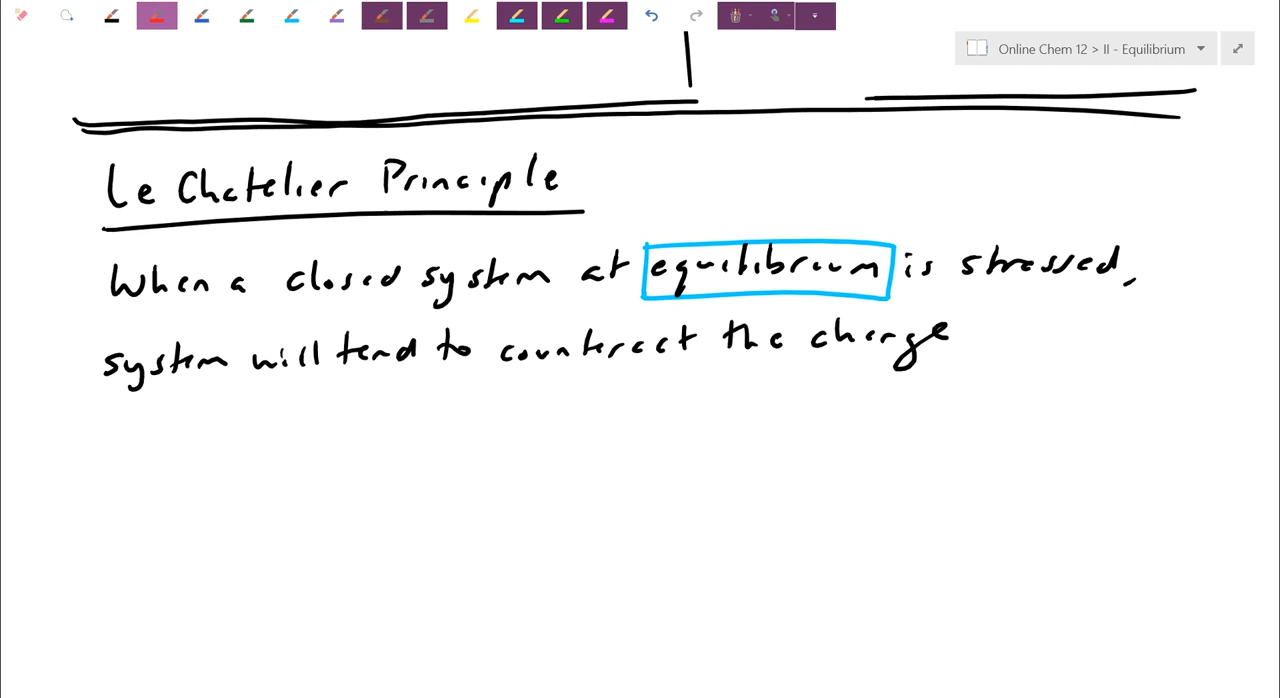 Online Chem 12 > II - Equilibrium
Le Chatelier Principle
When a closed system at equilibrium is stressed,
system will tend to counteract the change